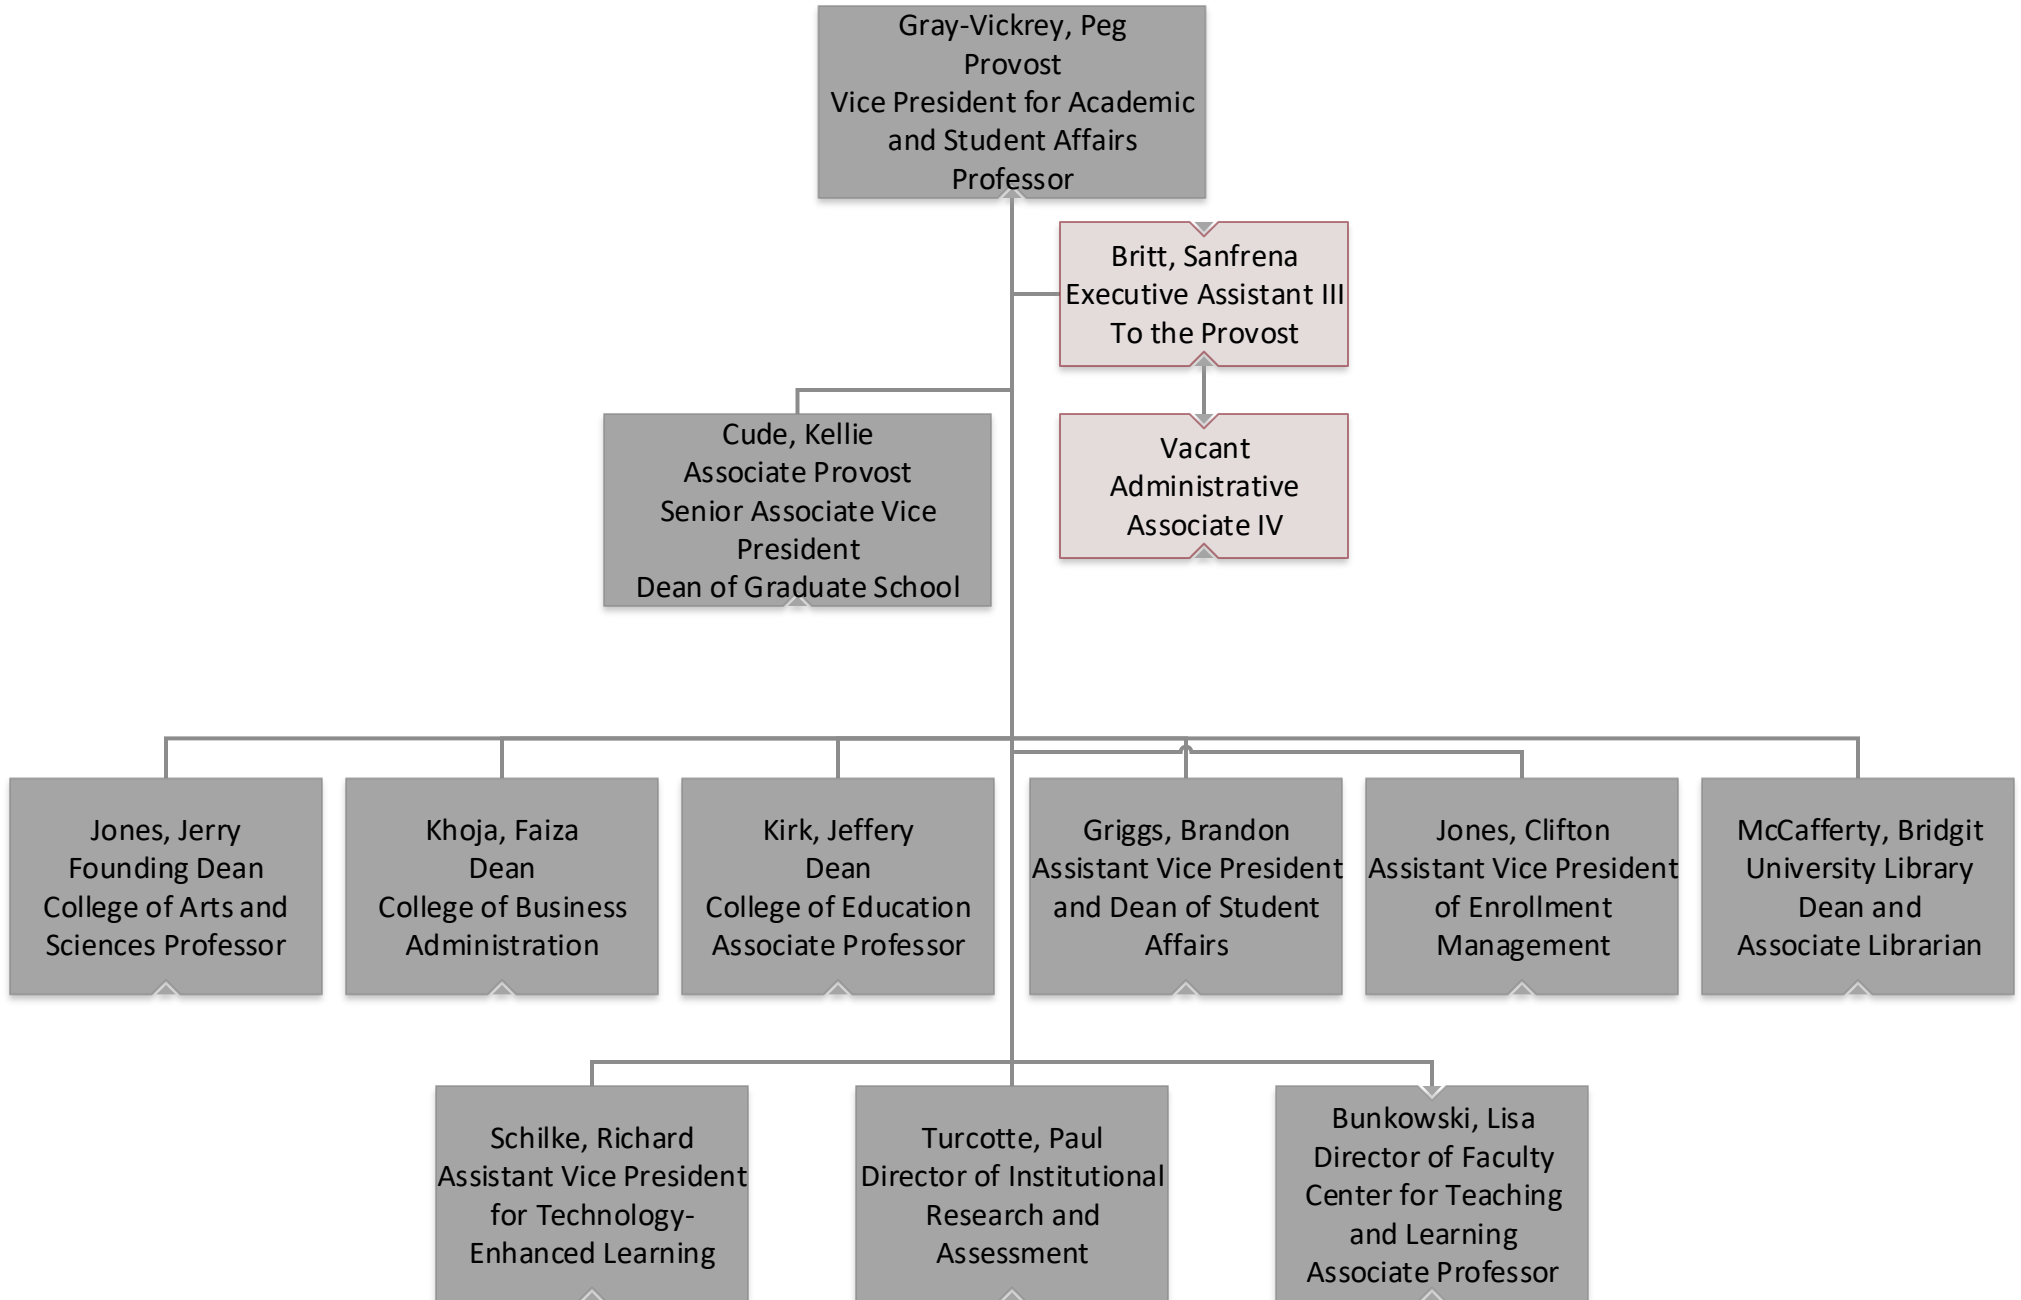 Gray-Vickrey, Peg
Provost
Vice President for Academic
and Student Affairs
Professor
Britt, Sanfrena
Executive Assistant III
To the Provost
Cude, Kellie
Associate Provost
Senior Associate Vice
President
Dean of Graduate School
Vacant
Administrative
Associate IV
Jones, Jerry
Founding Dean
College of Arts and
Sciences Professor
Khoja, Faiza
Dean
College of Business
Administration
Kirk, Jeffery
Dean
College of Education
Associate Professor
Griggs, Brandon
Assistant Vice President
and Dean of Student
Affairs
Jones, Clifton
Assistant Vice President
of Enrollment
Management
McCafferty, Bridgit
University Library
Dean and
Associate Librarian
Schilke, Richard
Assistant Vice President
for Technology-
Enhanced Learning
Turcotte, Paul
Director of Institutional
Research and
Assessment
Bunkowski, Lisa
Director of Faculty
Center for Teaching
and Learning
Associate Professor